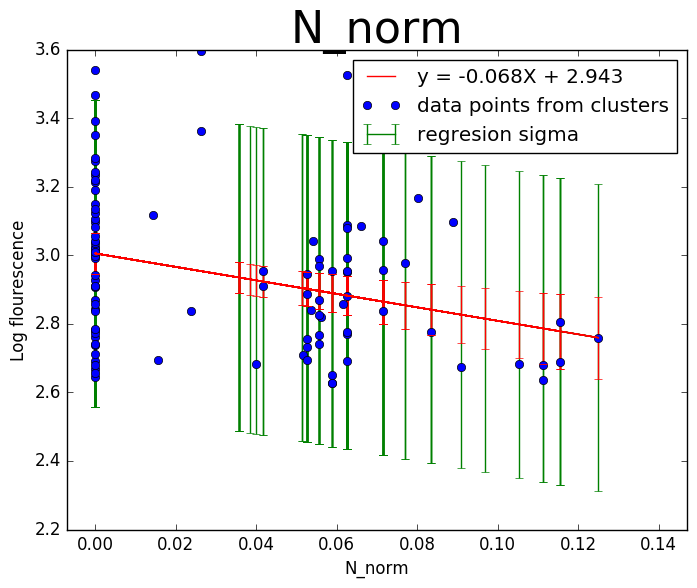 N_norm
y = -0.068X + 2.943
data points from clusters
regresion sigma
Log flourescence
3.6
3.4
3.2
3.0
2.8
2.6
2.4
2.2
0.00 0.02 0.04 0.06 0.08 0.10 0.12 0.14
N_norm